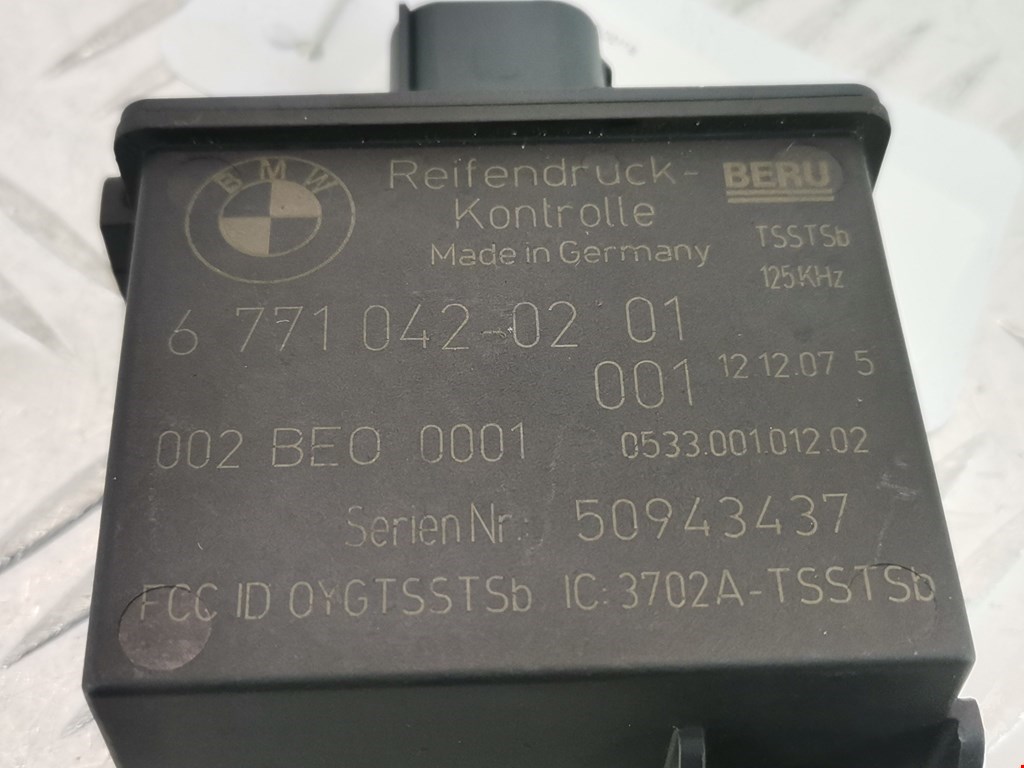 BMW
Reifendruck-
Kontrolle
Made in Germany
BERU
TSSTSb
125KHz
6 771 042-02 01
001 12.12.07 5
002 BEO 0001 0533.001.012.02
Serien Nr: 50943437
FCC ID OYGTSSTSb IC: 3702A-TSSTSb